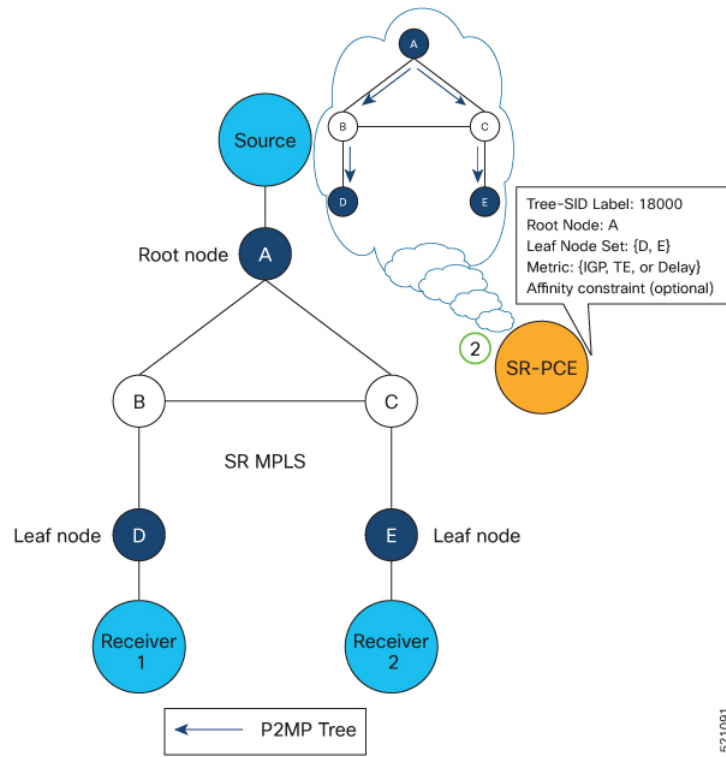 A
B
C
D
E
Source
Tree-SID Label: 18000
Root Node: A
Leaf Node Set: {D, E}
Metric: {IGP, TE, or Delay}
Affinity constraint (optional)
Root node
A
2
SR-PCE
B
C
SR MPLS
Leaf node
D
E
Leaf node
Receiver
1
Receiver
2
P2MP Tree
521091